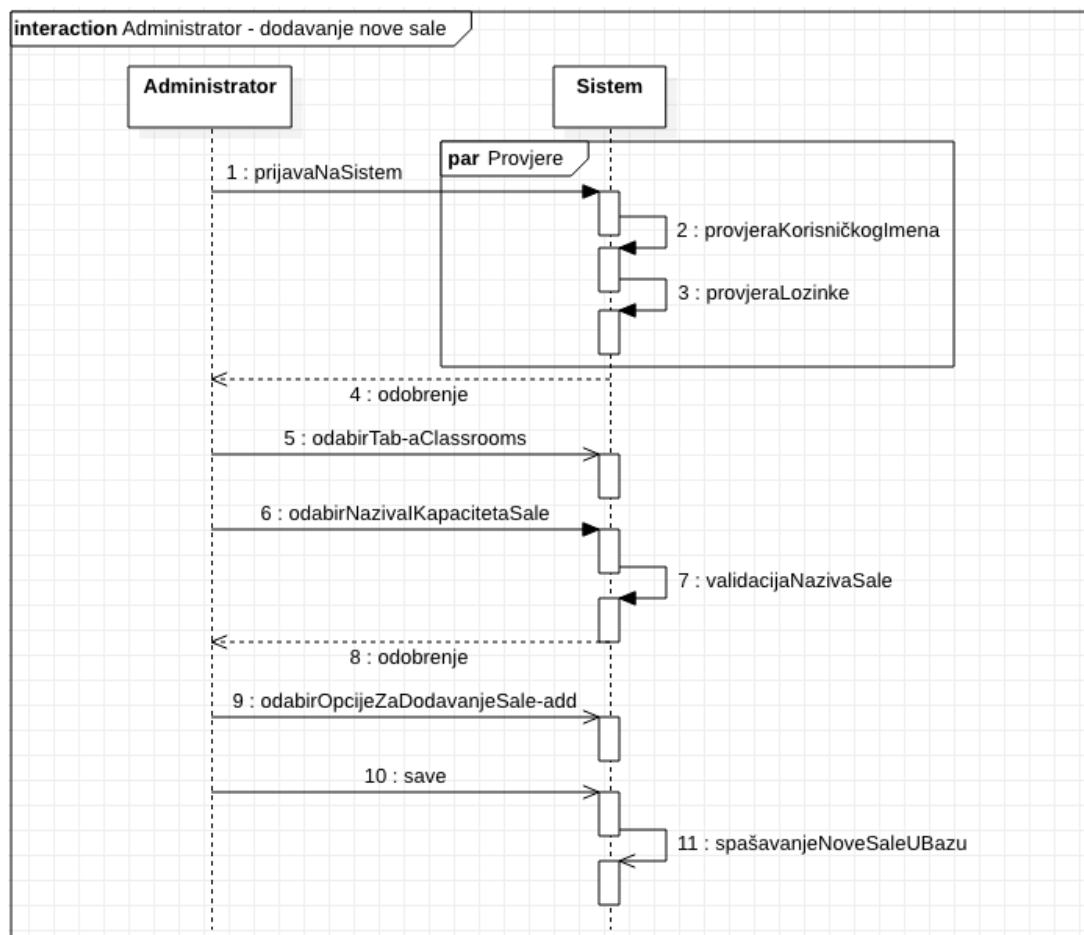 interaction Administrator - dodavanje nove sale
Administrator
Sistem
par Provjere
1 : prijavaNaSistem
2 : provjeraKorisničkogImena
3 : provjeraLozinke
4 : odobrenje
5 : odabirTab-aClassrooms
6 : odabirNazivaIKapacitetaSale
7 : validacijaNazivaSale
8 : odobrenje
9 : odabirOpcijeZaDodavanjeSale-add
10 : save
11 : spašavanjeNoveSaleUBazu